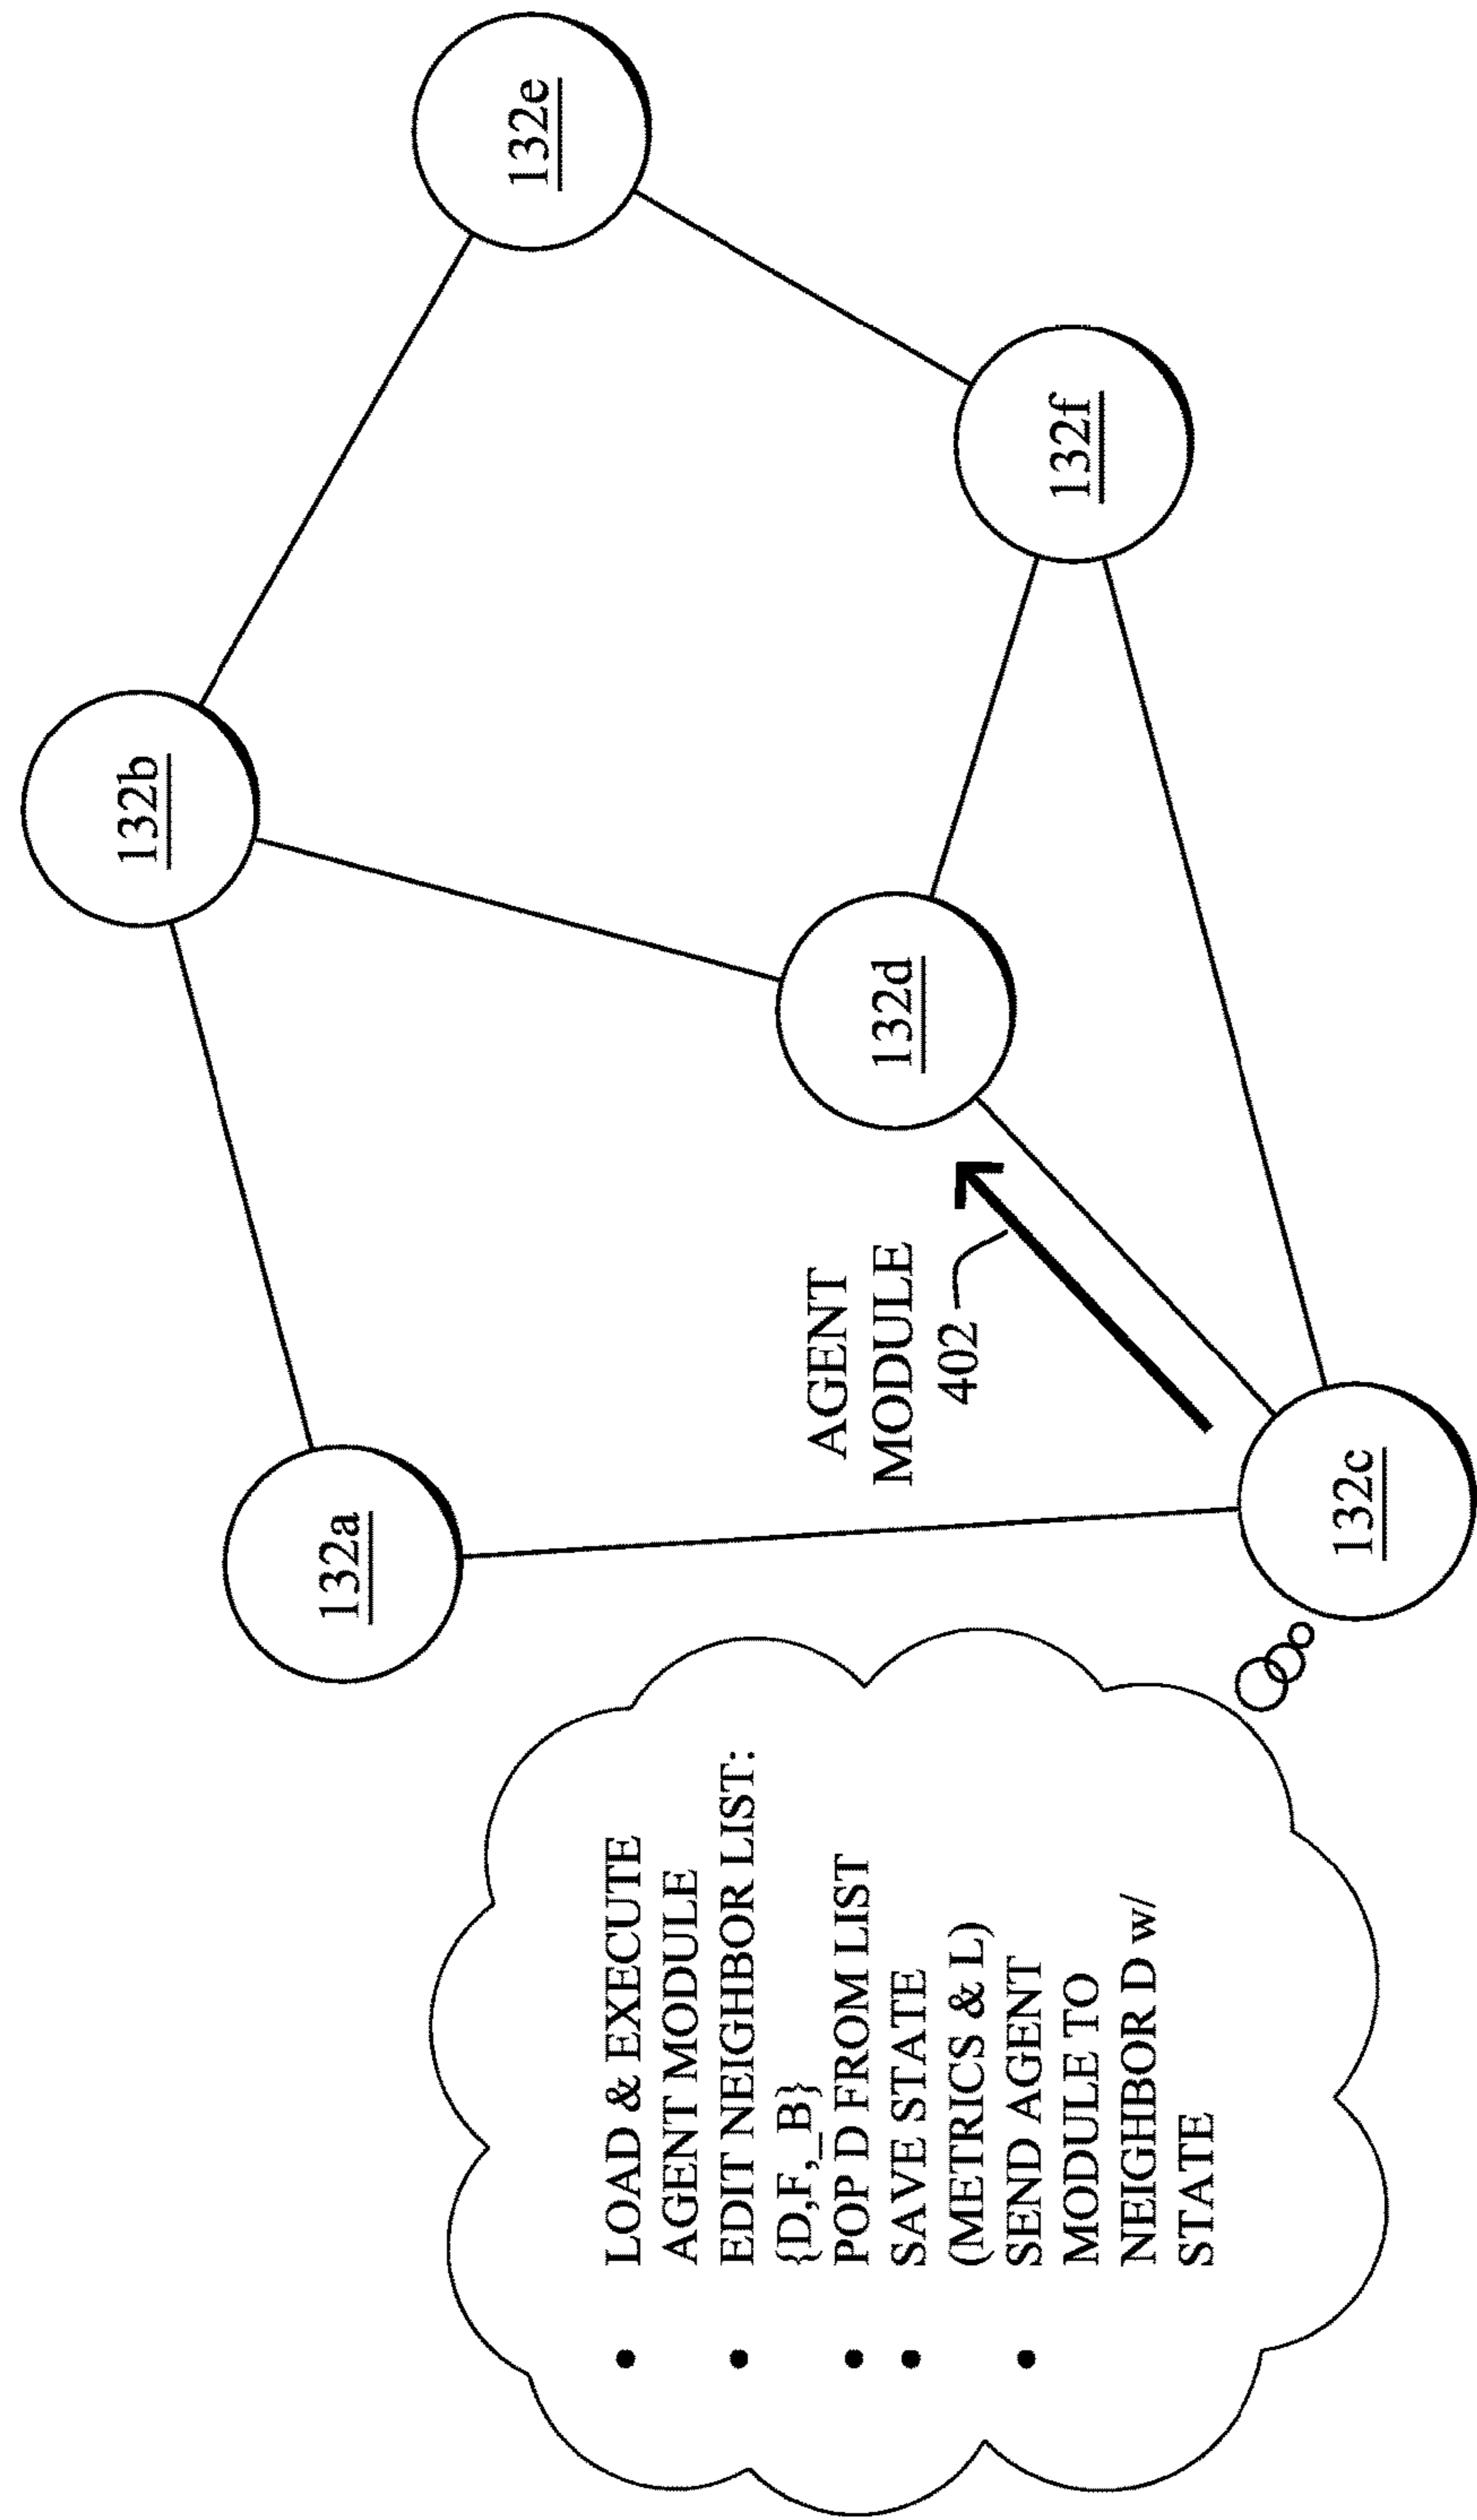 • LOAD & EXECUTE
AGENT MODULE
• EDIT NEIGHBOR LIST:
{D,F,_B}
• POP D FROM LIST
• SAVE STATE
(METRICS & L)
• SEND AGENT
MODULE TO
NEIGHBOR D w/
STATE
132a
132b
132e
AGENT
MODULE
402
132d
132f
132c